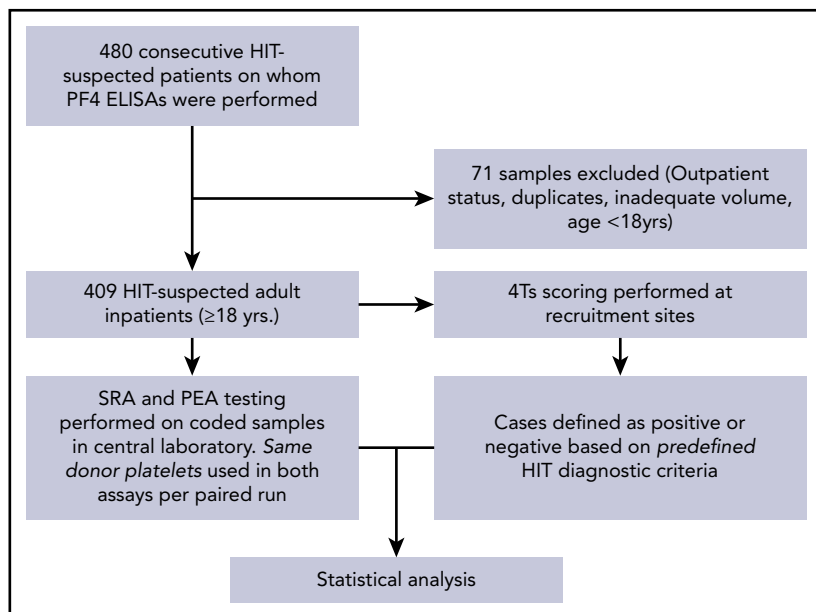 480 consecutive HIT-
suspected patients on whom
PF4 ELISAs were performed
71 samples excluded (Outpatient
status, duplicates, inadequate volume,
age <18yrs)
409 HIT-suspected adult
inpatients (≥18 yrs.)
4Ts scoring performed at
recruitment sites
SRA and PEA testing
performed on coded samples
in central laboratory. Same
donor platelets used in both
assays per paired run
Cases defined as positive or
negative based on predefined
HIT diagnostic criteria
Statistical analysis